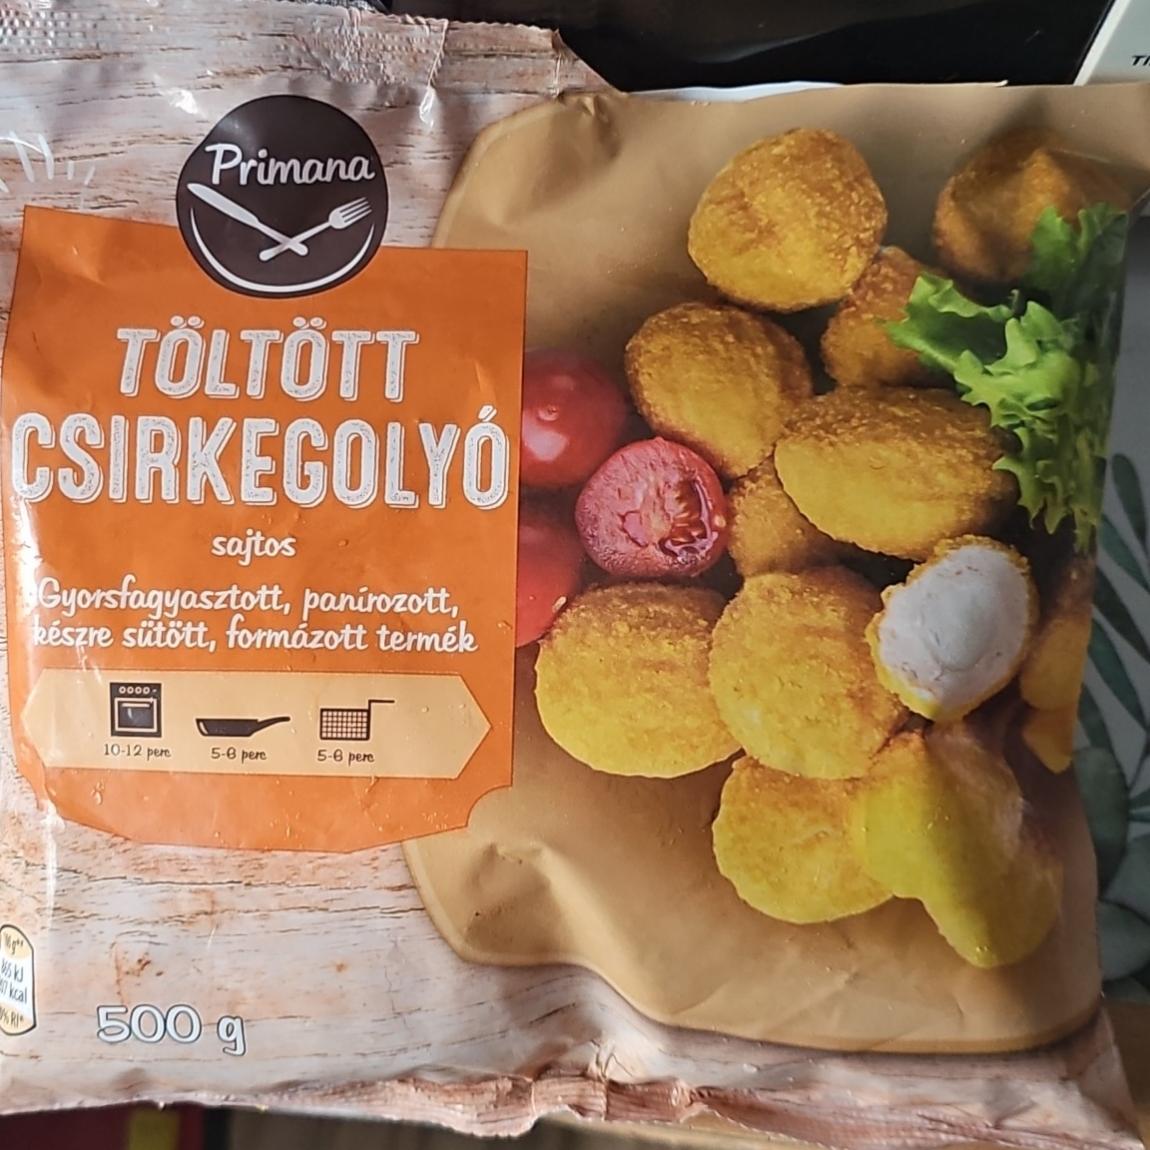 Primana
TÖLTÖTT
CSIRKEGOLYÓ
sajtos
Gyorsfagyasztott, panírozott,
készre sütött, formázott termék
10-12 perc
5-6 perc
5-6 perc
kcal
500 g